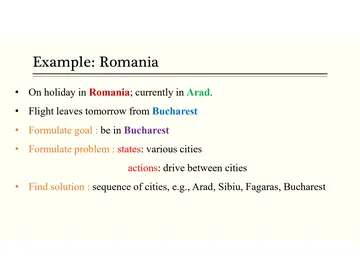 Example: Romania
• On holiday in Romania; currently in Arad.
• Flight leaves tomorrow from Bucharest
• Formulate goal : be in Bucharest
• Formulate problem : states: various cities
actions: drive between cities
• Find solution : sequence of cities, e.g., Arad, Sibiu, Fagaras, Bucharest